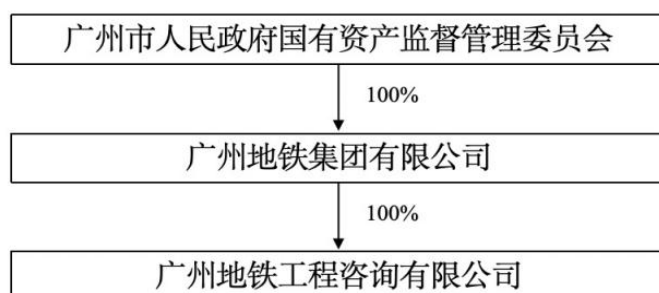 广州市人民政府国有资产监督管理委员会
100%
广州地铁集团有限公司
100%
广州地铁工程咨询有限公司